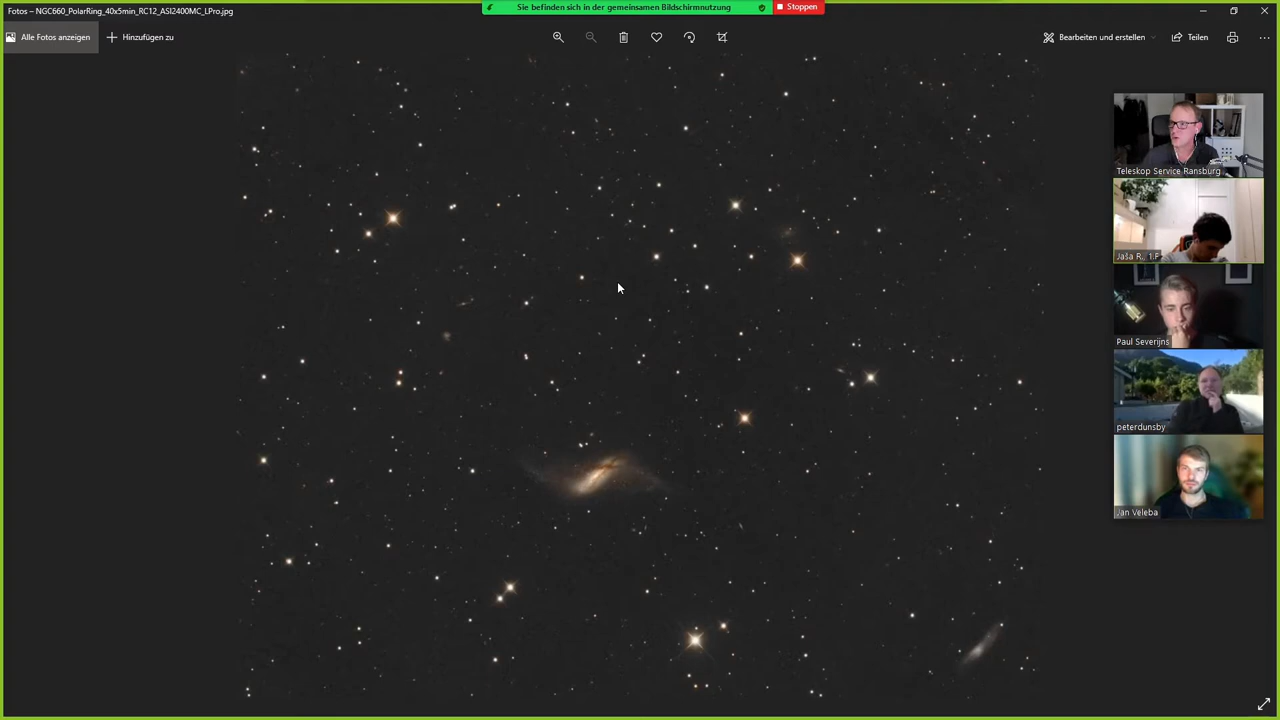 Fotos – NGC660_PolarRing_40x5min_RC12_ASI2400MC_LPro.jpg
Sie befinden sich in der gemeinsamen Bildschirmnutzung
Stoppen
Alle Fotos anzeigen
Hinzufügen zu
Bearbeiten und erstellen
Teilen
Teleskop Service Ransburg
Jaša R., 1.F
Paul Severijns
peterdunsby
Jan Veleba